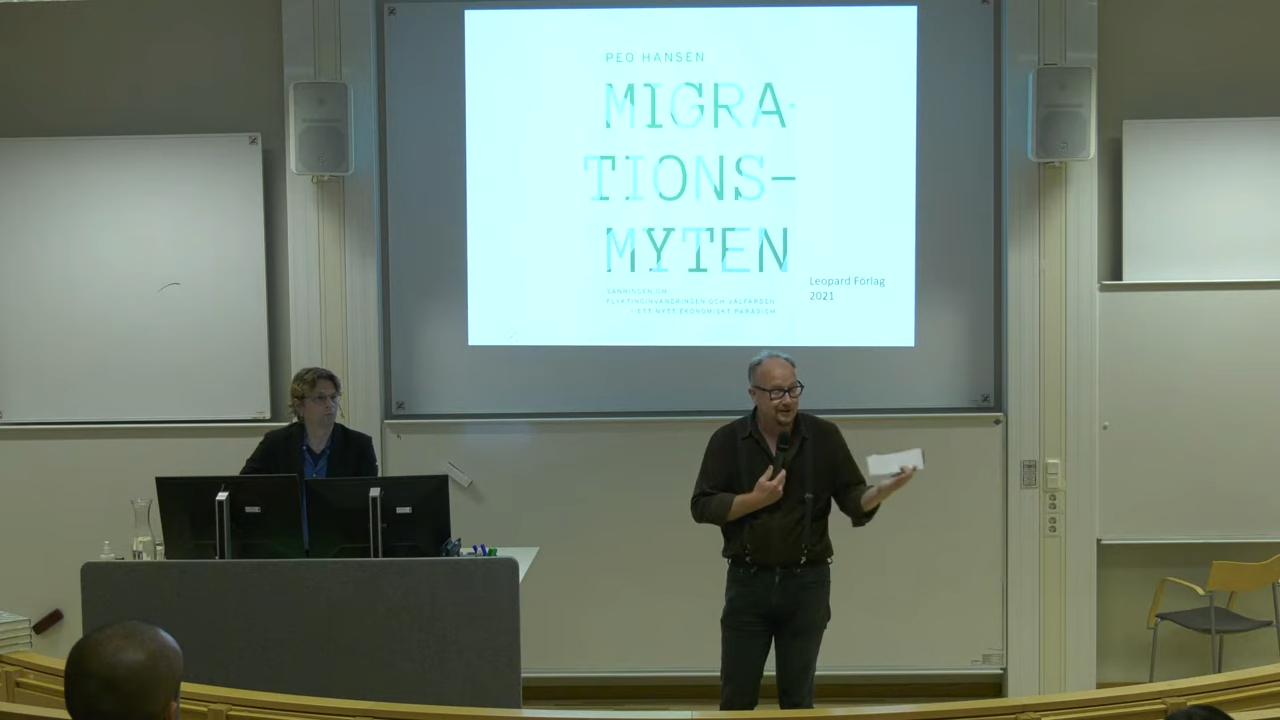 PEO HANSEN
MIGRA-
TIONS-
MYTEN
SANNINGEN OM
FLYKTINGINVANDRINGEN OCH VÄLFÄRDEN
- ETT NYTT EKONOMISKT PARADIGM
Leopard Förlag
2021